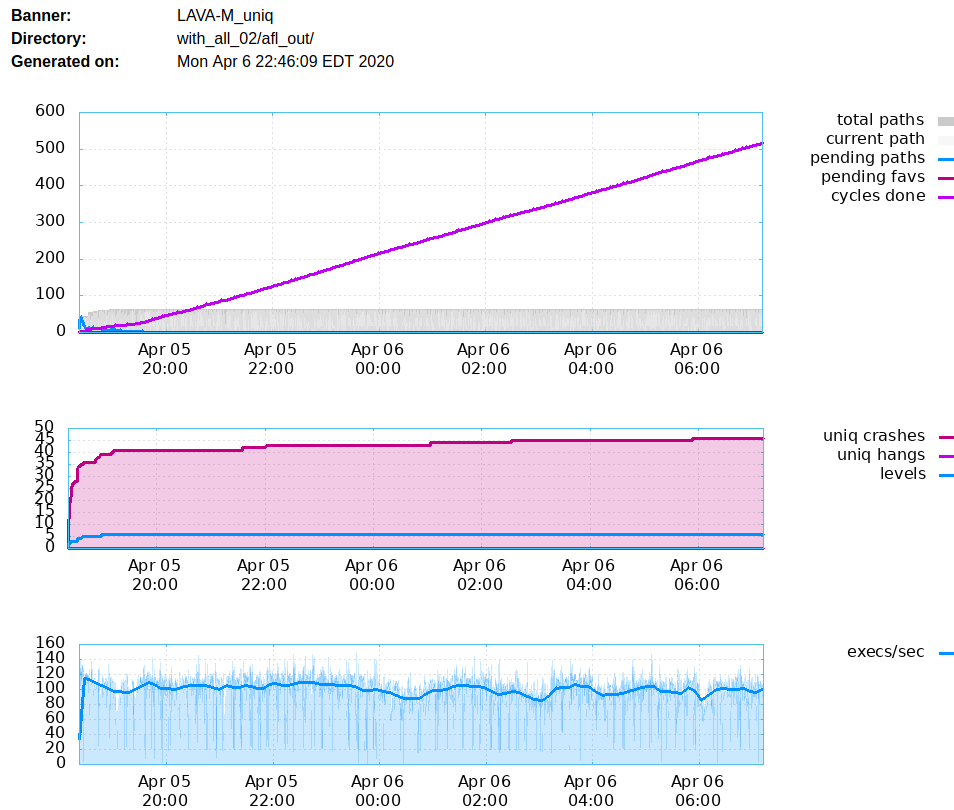 Banner: LAVA-M_uniq
Directory: with_all_02/afl_out/
Generated on: Mon Apr 6 22:46:09 EDT 2020
600
500
400
300
200
100
0
Apr 05 Apr 05 Apr 06 Apr 06 Apr 06 Apr 06
20:00 22:00 00:00 02:00 04:00 06:00
total paths
current path
pending paths
pending favs
cycles done
50
45
40
35
30
25
20
15
10
5
0
Apr 05 Apr 05 Apr 06 Apr 06 Apr 06 Apr 06
20:00 22:00 00:00 02:00 04:00 06:00
uniq crashes
uniq hangs
levels
160
140
120
100
80
60
40
20
0
Apr 05 Apr 05 Apr 06 Apr 06 Apr 06 Apr 06
20:00 22:00 00:00 02:00 04:00 06:00
execs/sec